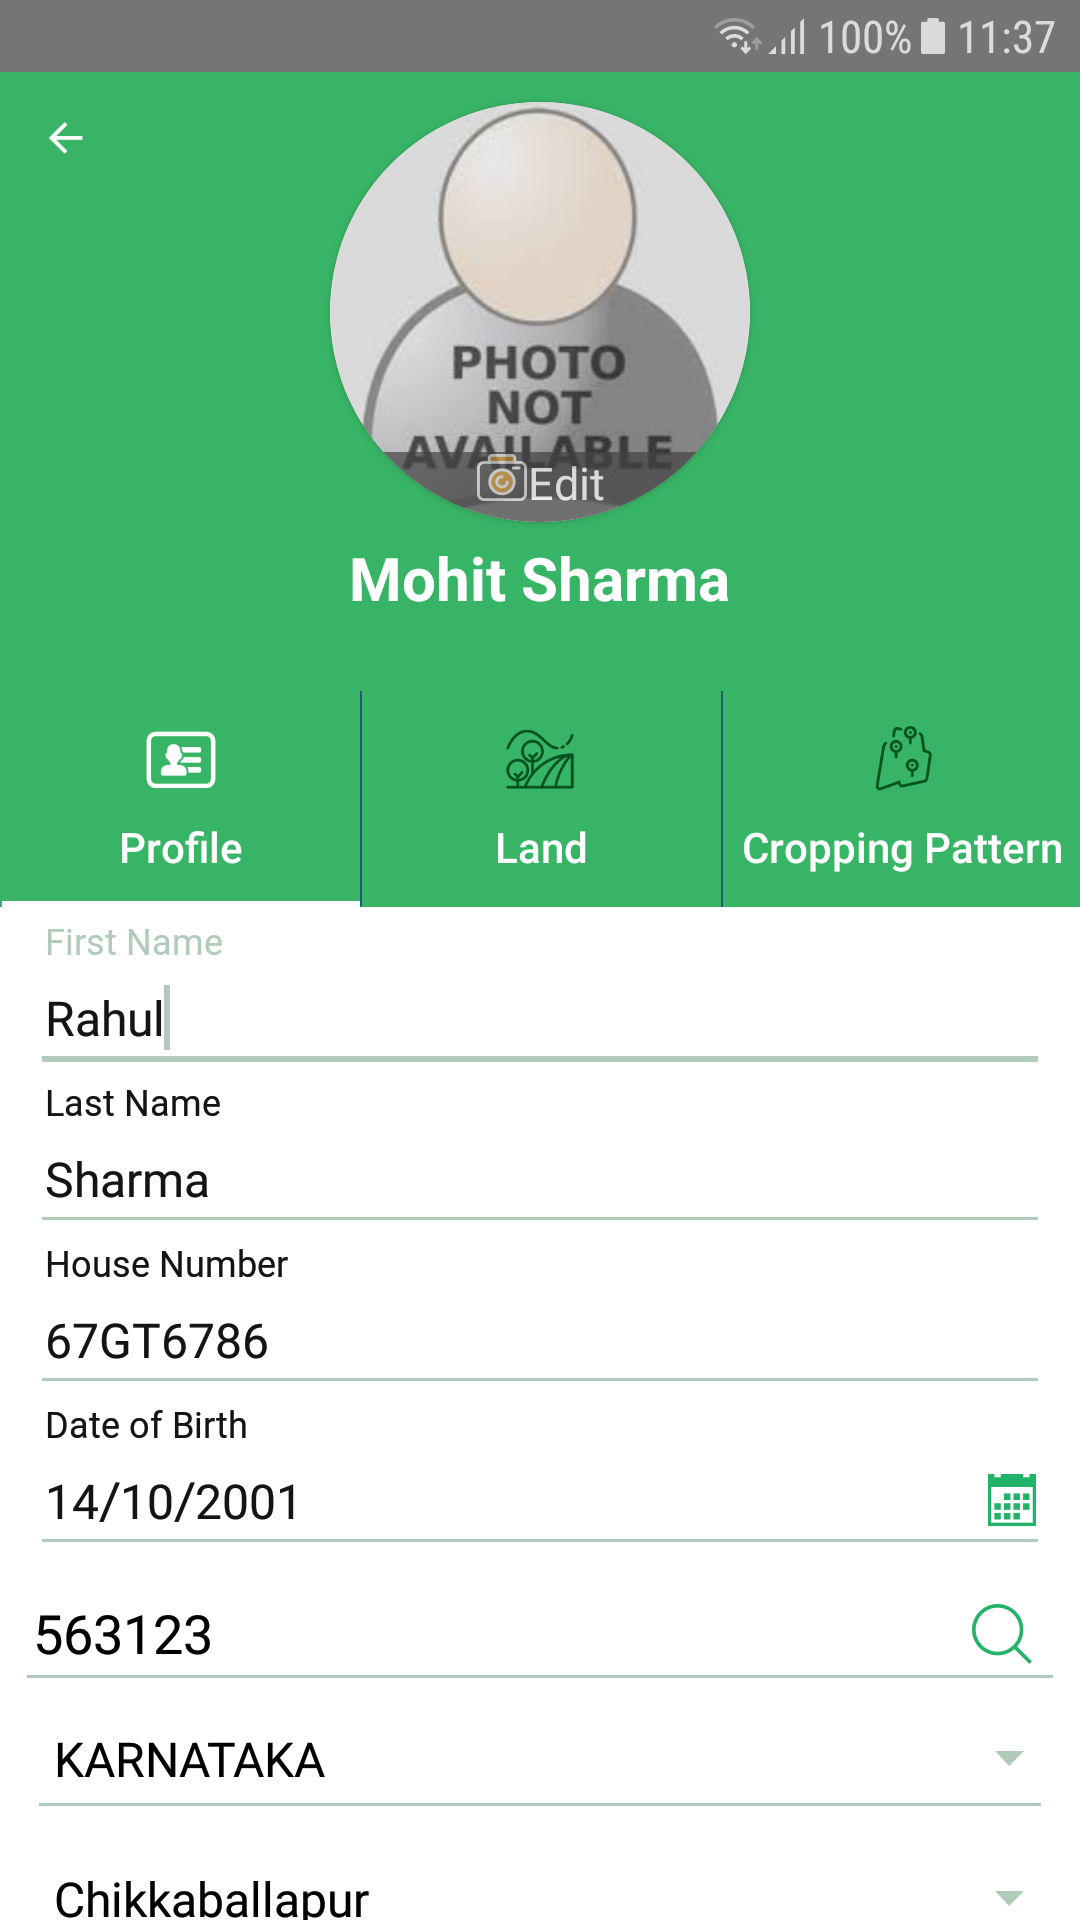 100% 11:37
PHOTO
NOT
AVAILABLE
Edit
Mohit Sharma
Profile Land Cropping Pattern
First Name
Rahul
Last Name
Sharma
House Number
67GT6786
Date of Birth
14/10/2001
563123
KARNATAKA
Chikkaballapur